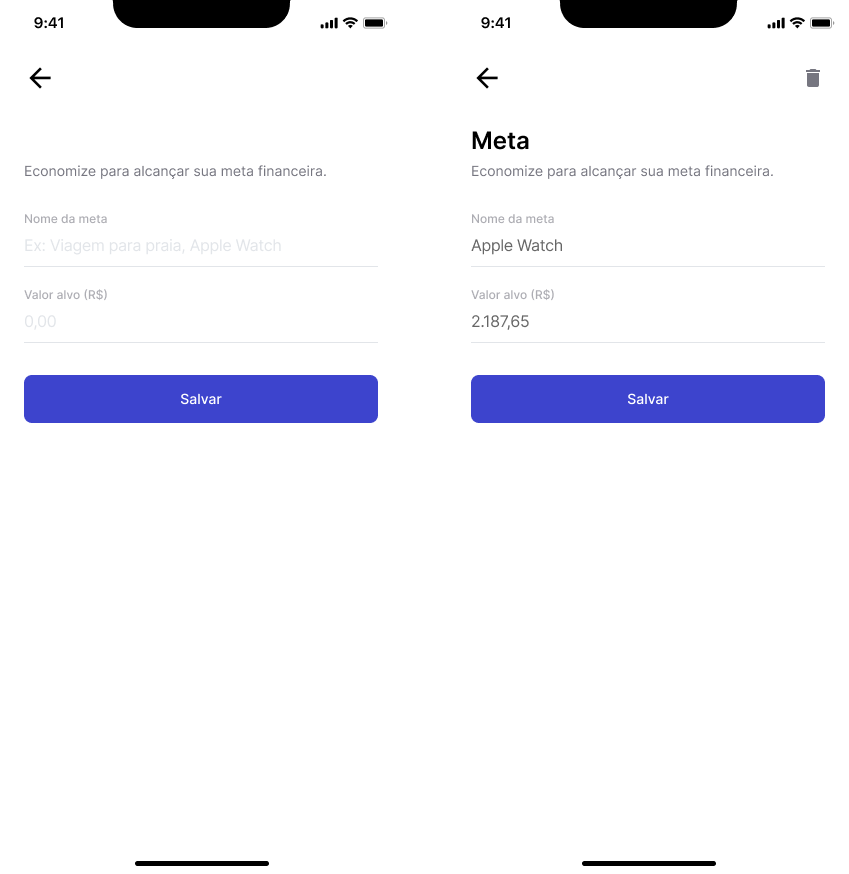 9:41
Economize para alcançar sua meta financeira.
Nome da meta
Ex: Viagem para praia, Apple Watch
Valor alvo (R$)
0,00
Salvar
9:41
Meta
Economize para alcançar sua meta financeira.
Nome da meta
Apple Watch
Valor alvo (R$)
2.187,65
Salvar